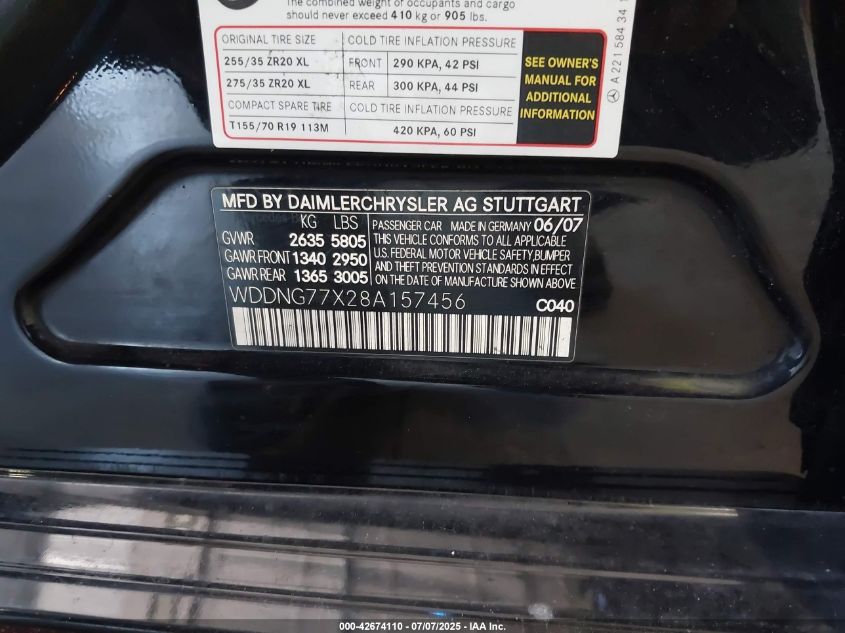 The combined weight of occupants and cargo
should never exceed 410 kg or 905 lbs.
ORIGINAL TIRE SIZE COLD TIRE INFLATION PRESSURE
255/35 ZR20 XL FRONT 290 KPA, 42 PSI
275/35 ZR20 XL REAR 300 KPA, 44 PSI
COMPACT SPARE TIRE COLD TIRE INFLATION PRESSURE
T155/70 R19 113M 420 KPA, 60 PSI
SEE OWNER'S
MANUAL FOR
ADDITIONAL
INFORMATION
A 221 584 34 1
MFD BY DAIMLERCHRYSLER AG STUTTGART
KG LBS
GVWR 2635 5805
GAWR FRONT 1340 2950
GAWR REAR 1365 3005
PASSENGER CAR MADE IN GERMANY 06/07
THIS VEHICLE CONFORMS TO ALL APPLICABLE
U.S. FEDERAL MOTOR VEHICLE SAFETY, BUMPER
AND THEFT PREVENTION STANDARDS IN EFFECT
ON THE DATE OF MANUFACTURE SHOWN ABOVE.
WDDNG77X28A157456 C040
000-42674110 - 07/07/2025 - IAA Inc.